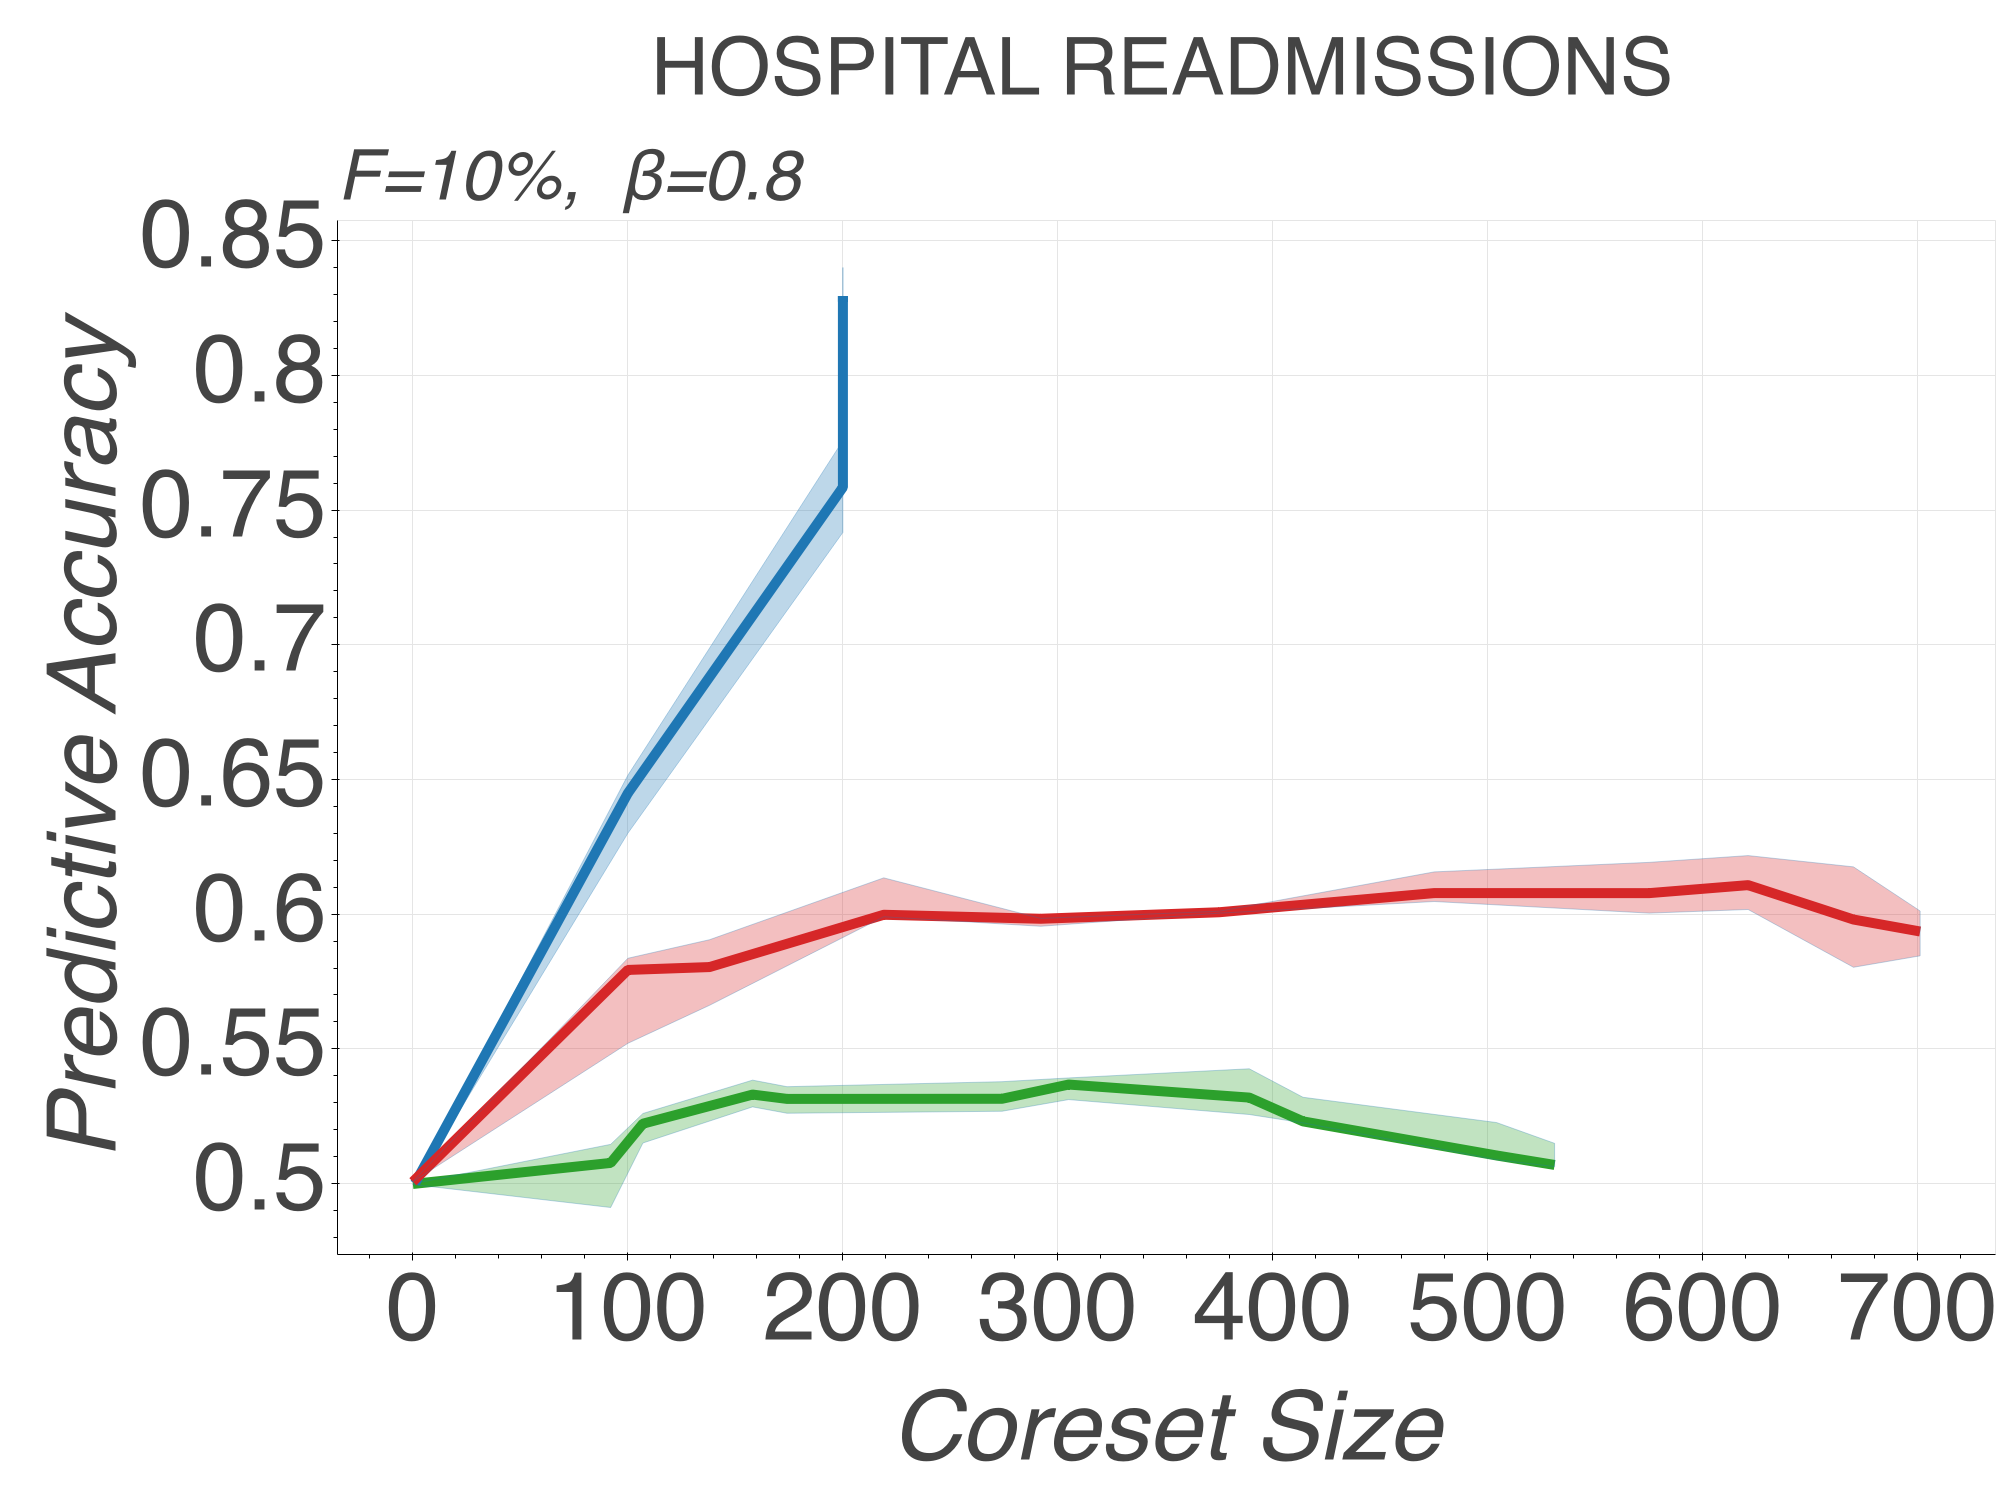 HOSPITAL READMISSIONS
F=10%, β=0.8
0.85
0.8
0.75
0.7
0.65
0.6
0.55
0.5
Predictive Accuracy
0 100 200 300 400 500 600 700
Coreset Size